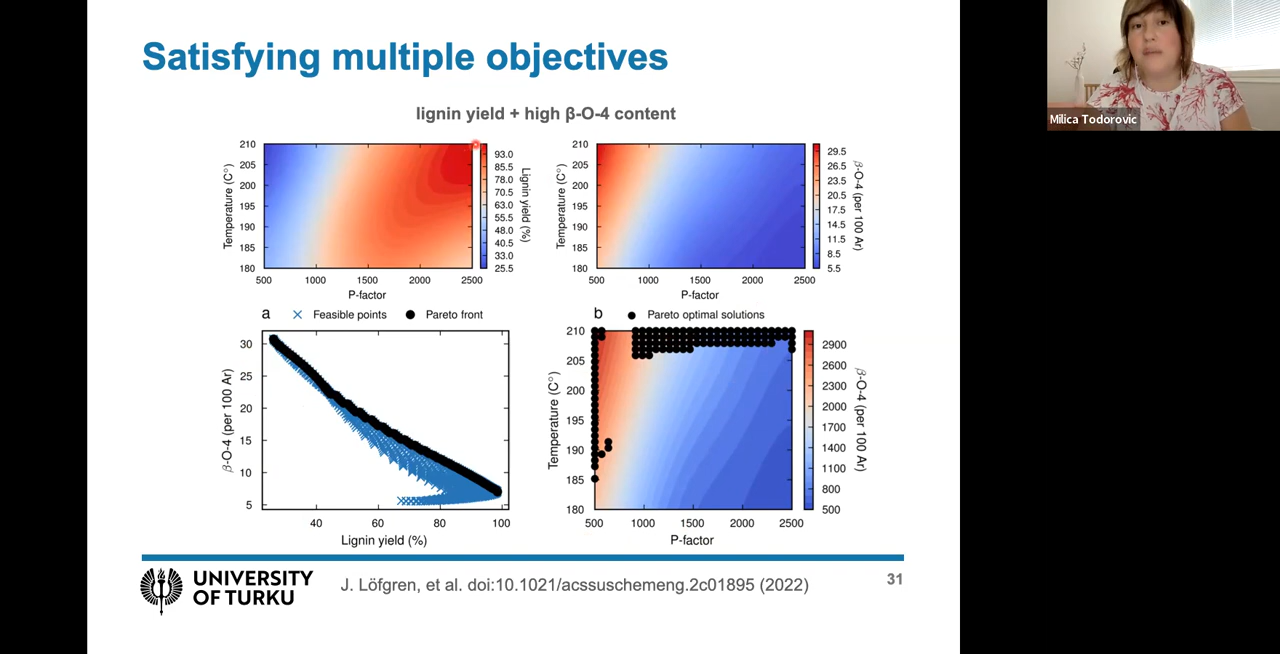 Satisfying multiple objectives
Milica Todorovic
lignin yield + high β-O-4 content
210
205
200
195
190
185
180
Temperature (C°)
500 1000 1500 2000 2500
P-factor
93.0
85.5
78.0
70.5
63.0
55.5
48.0
40.5
33.0
25.5
Lignin yield (%)
210
205
200
195
190
185
180
Temperature (C°)
500 1000 1500 2000 2500
P-factor
29.5
26.5
23.5
20.5
17.5
14.5
11.5
8.5
5.5
β-O-4 (per 100 Ar)
a
Feasible points Pareto front
30
25
20
15
10
5
β-O-4 (per 100 Ar)
40 60 80 100
Lignin yield (%)
b
Pareto optimal solutions
210
205
200
195
190
185
180
Temperature (C°)
500 1000 1500 2000 2500
P-factor
2900
2600
2300
2000
1700
1400
1100
800
500
β-O-4 (per 100 Ar)
UNIVERSITY
OF TURKU
J. Löfgren, et al. doi:10.1021/acssuschemeng.2c01895 (2022)
31